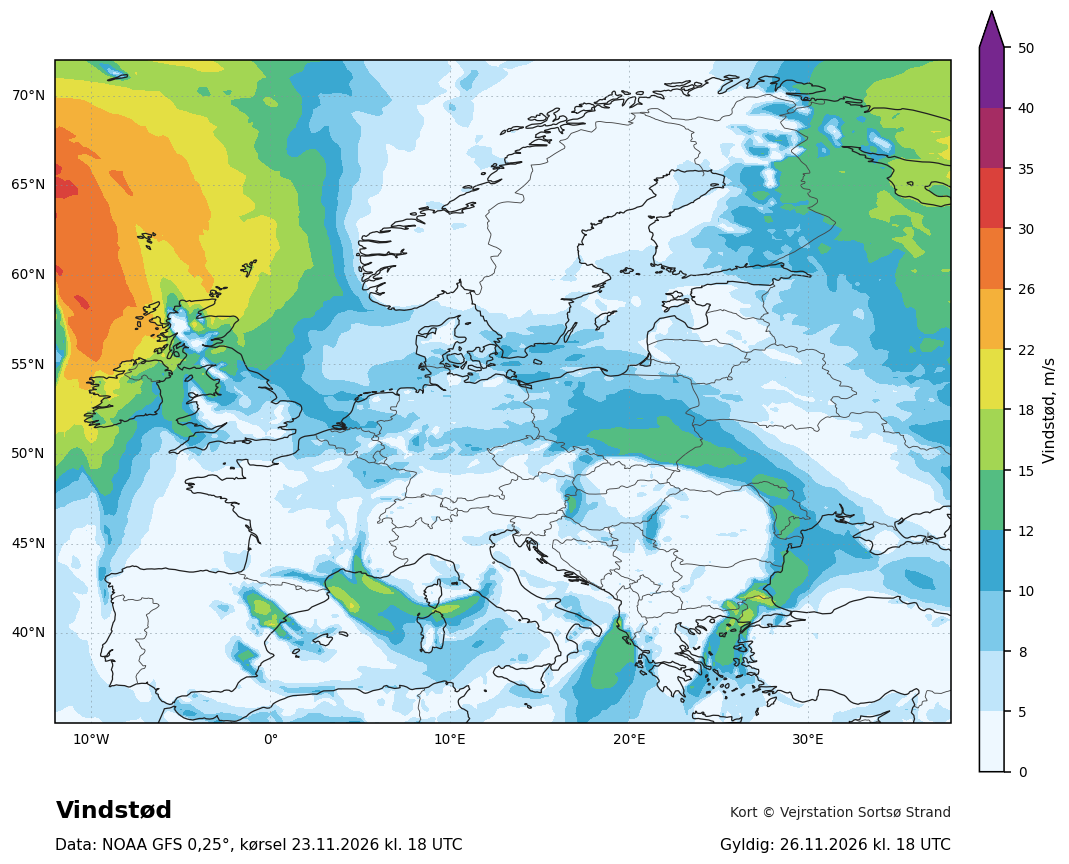 50
40
35
30
26
22
18
15
12
10
8
5
0
Vindstød, m/s
70°N
65°N
60°N
55°N
50°N
45°N
40°N
10°W
0°
10°E
20°E
30°E
Vindstød
Kort © Vejrstation Sortsø Strand
Data: NOAA GFS 0,25°, kørsel 23.11.2026 kl. 18 UTC
Gyldig: 26.11.2026 kl. 18 UTC